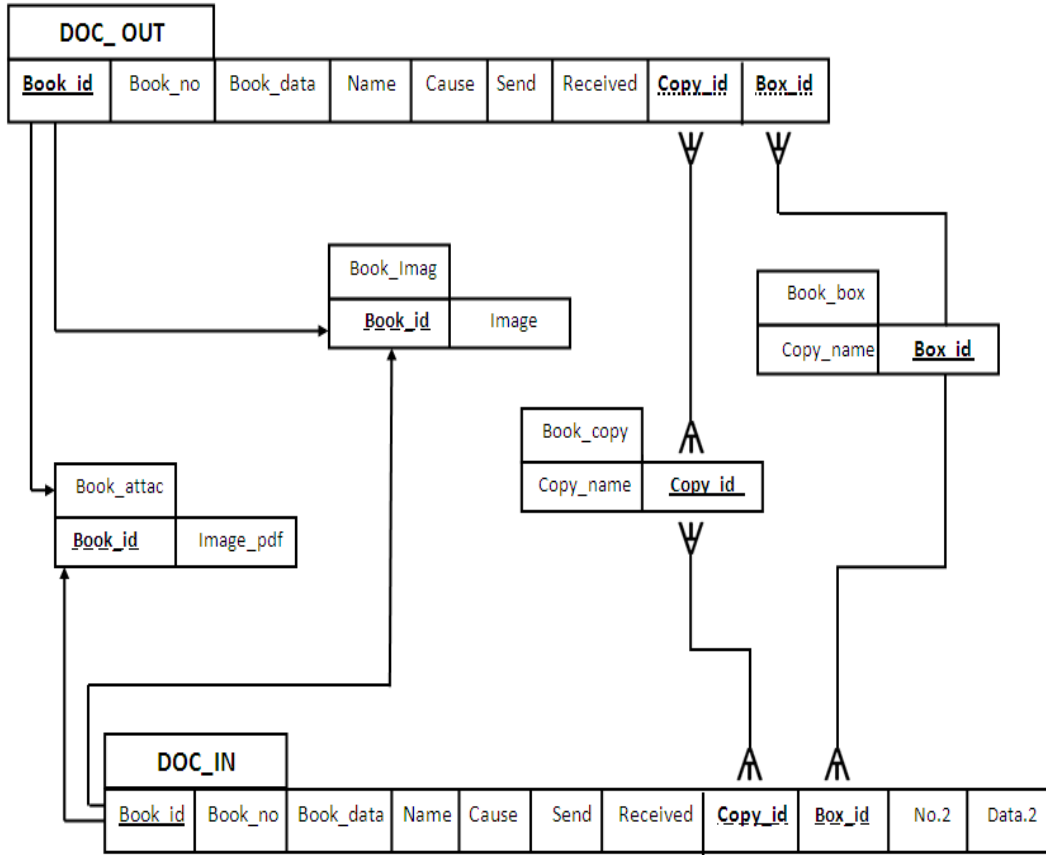 DOC_ OUT
Book_id Book_no Book_data Name Cause Send Received Copy_id Box_id
Book_Imag
Book_id Image
Book_box
Copy_name Box_id
Book_copy
Copy_name Copy_id
Book_attac
Book_id Image_pdf
DOC_IN
Book_id Book_no Book_data Name Cause Send Received Copy_id Box_id No.2 Data.2